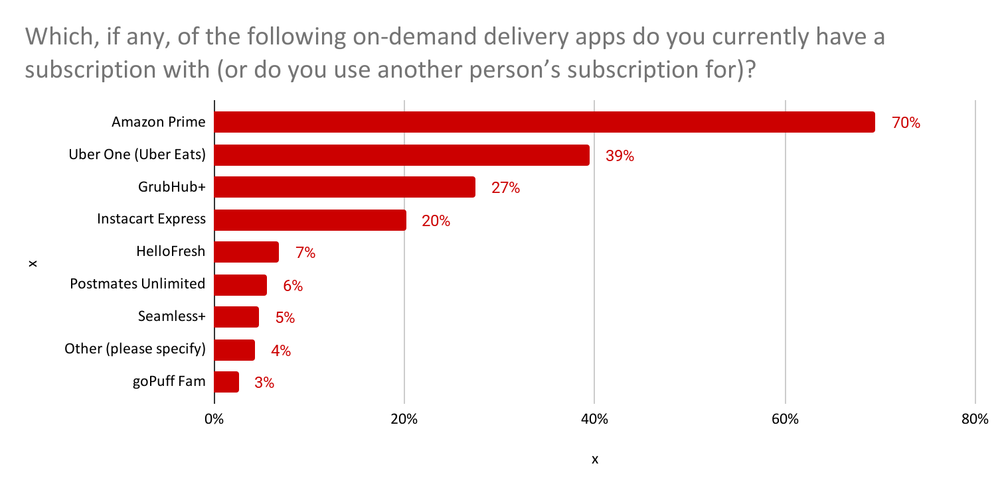 Which, if any, of the following on-demand delivery apps do you currently have a
subscription with (or do you use another person’s subscription for)?
Amazon Prime 70%
Uber One (Uber Eats) 39%
GrubHub+ 27%
Instacart Express 20%
HelloFresh 7%
x
Postmates Unlimited 6%
Seamless+ 5%
Other (please specify) 4%
goPuff Fam 3%
0% 20% 40% 60% 80%
x